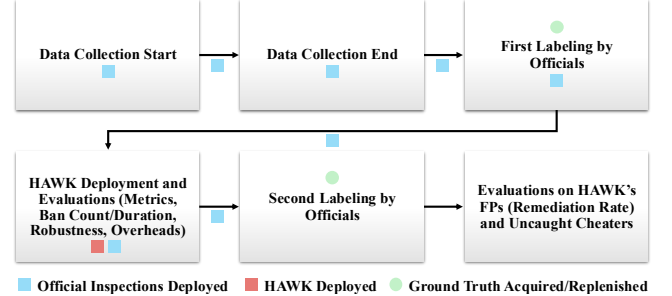 Data Collection Start
Data Collection End
First Labeling by
Officials
HAWK Deployment and
Evaluations (Metrics,
Ban Count/Duration,
Robustness, Overheads)
Second Labeling by
Officials
Evaluations on HAWK's
FPs (Remediation Rate)
and Uncaught Cheaters
Official Inspections Deployed
HAWK Deployed
Ground Truth Acquired/Replenished